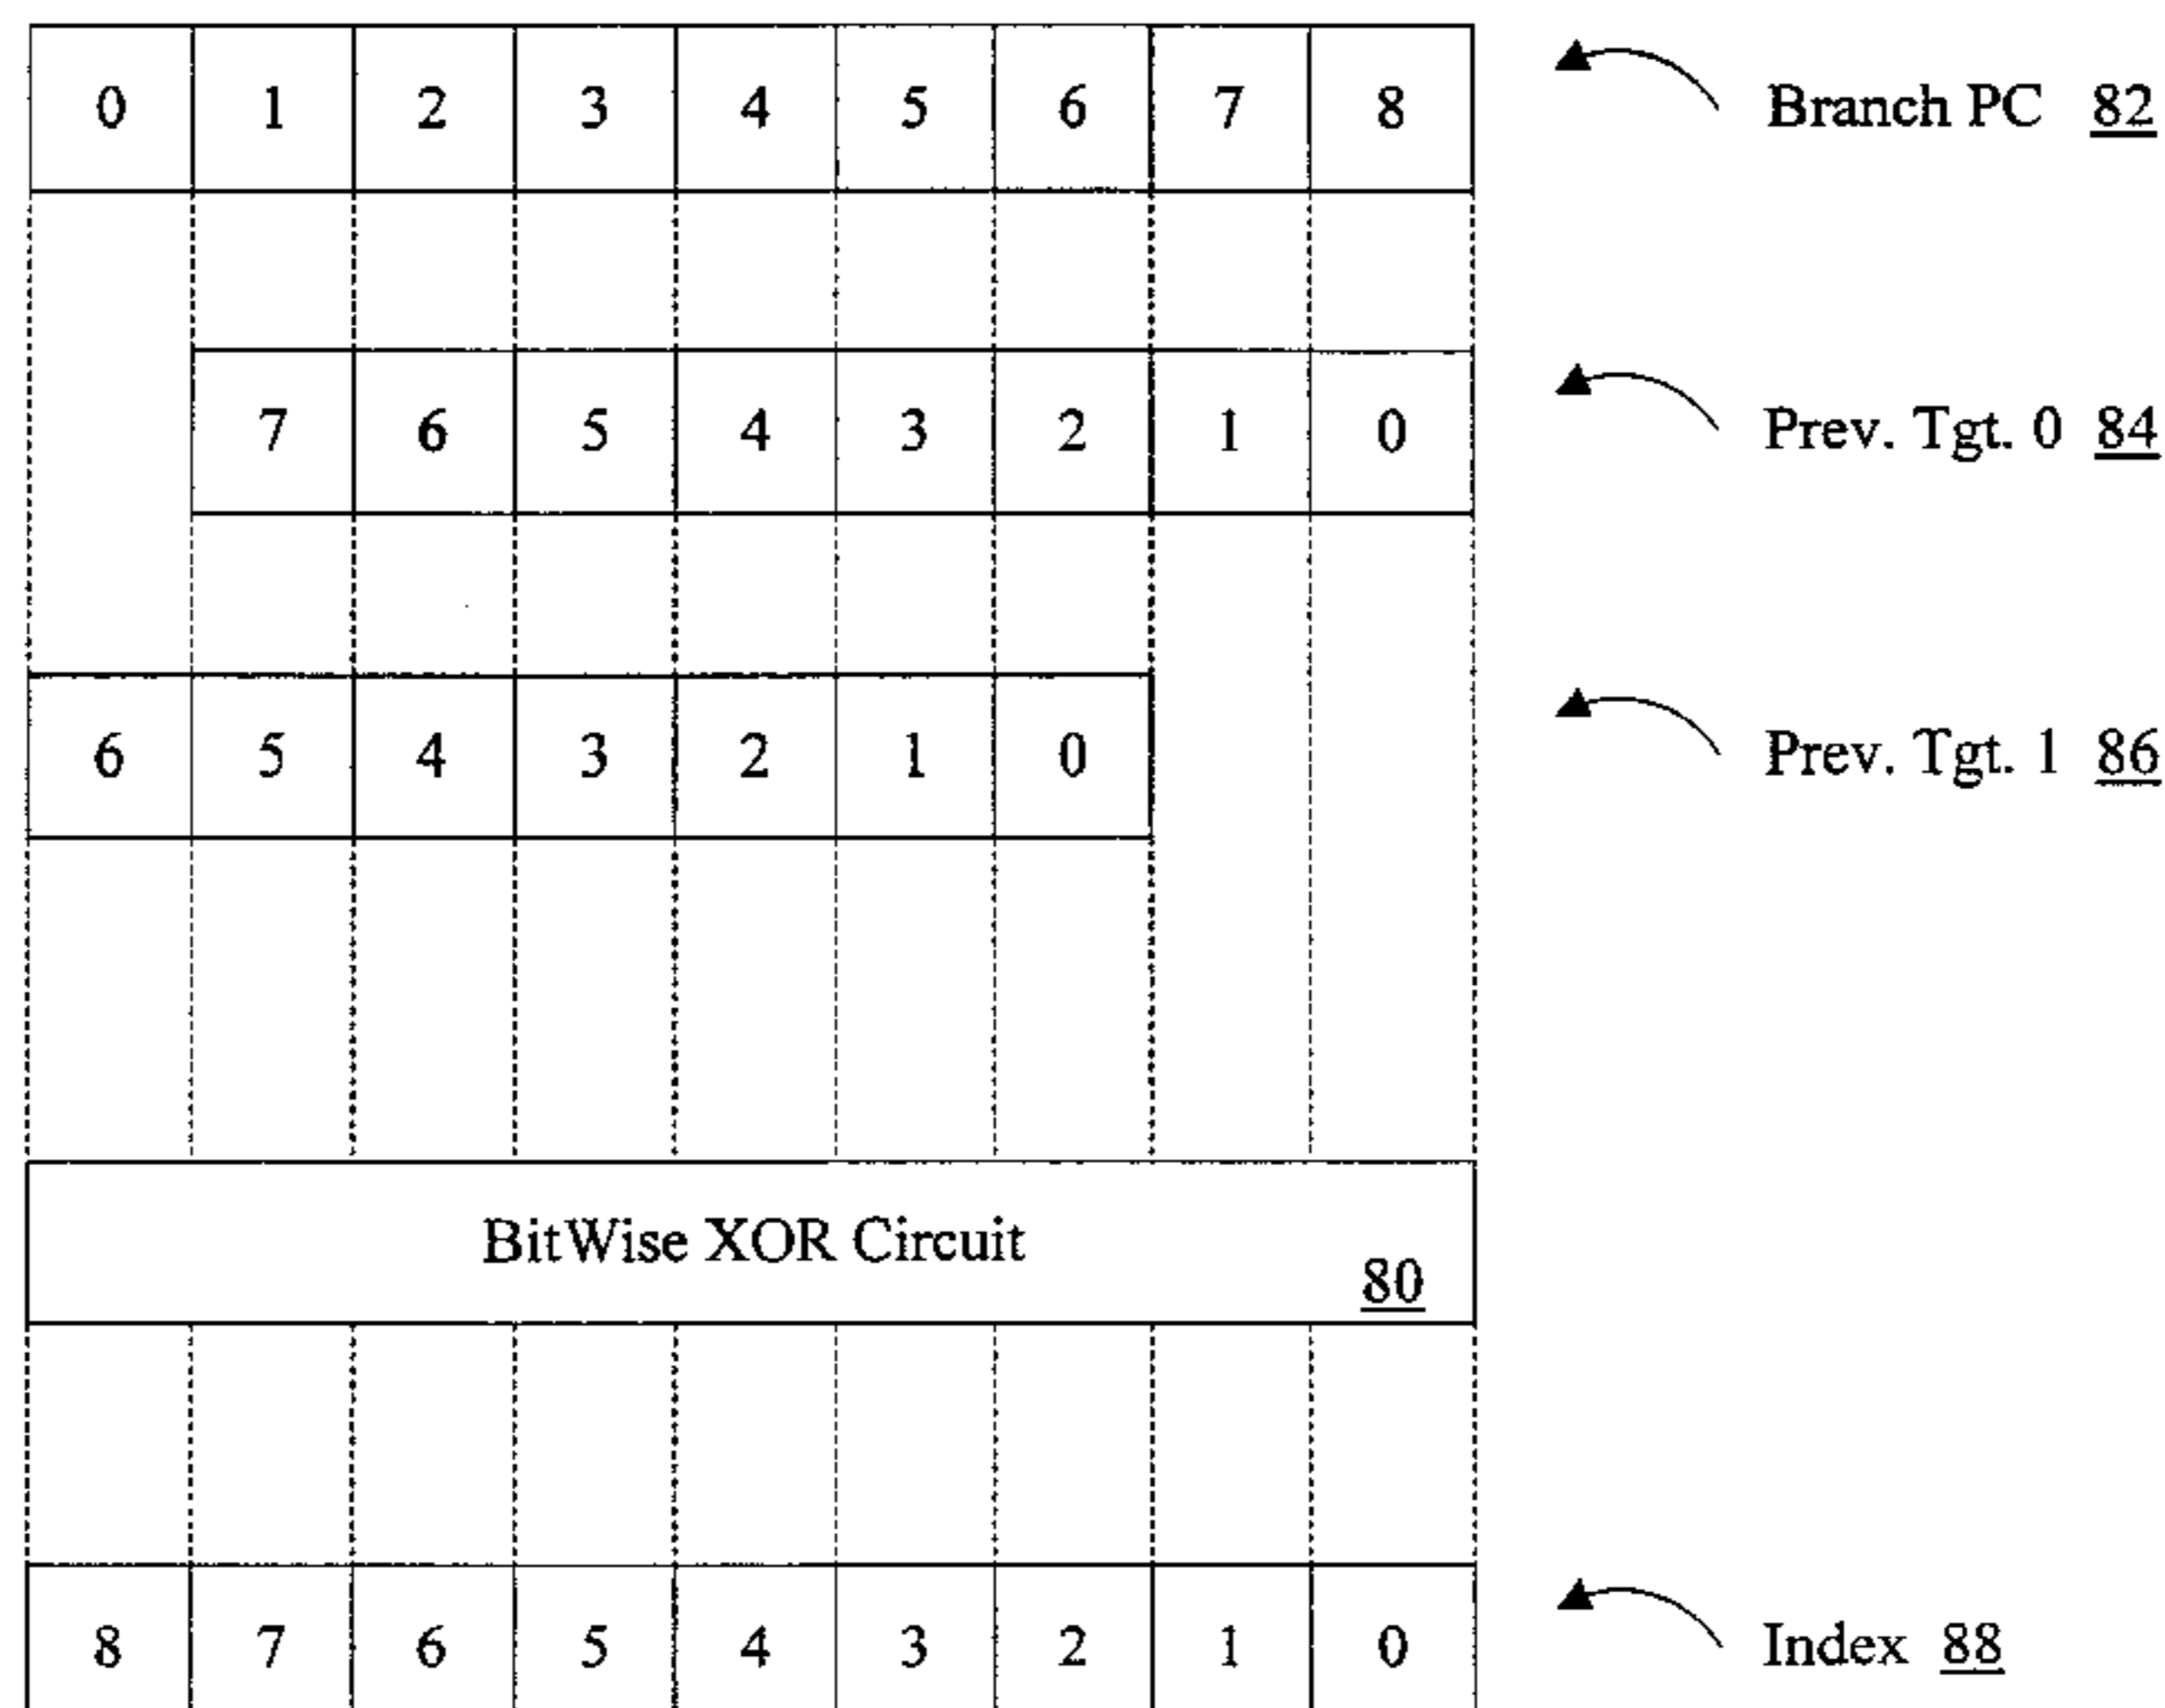 0 1 2 3 4 5 6 7 8 Branch PC 82
7 6 5 4 3 2 1 0 Prev. Tgt. 0 84
6 5 4 3 2 1 0 Prev. Tgt. 1 86
BitWise XOR Circuit 80
8 7 6 5 4 3 2 1 0 Index 88